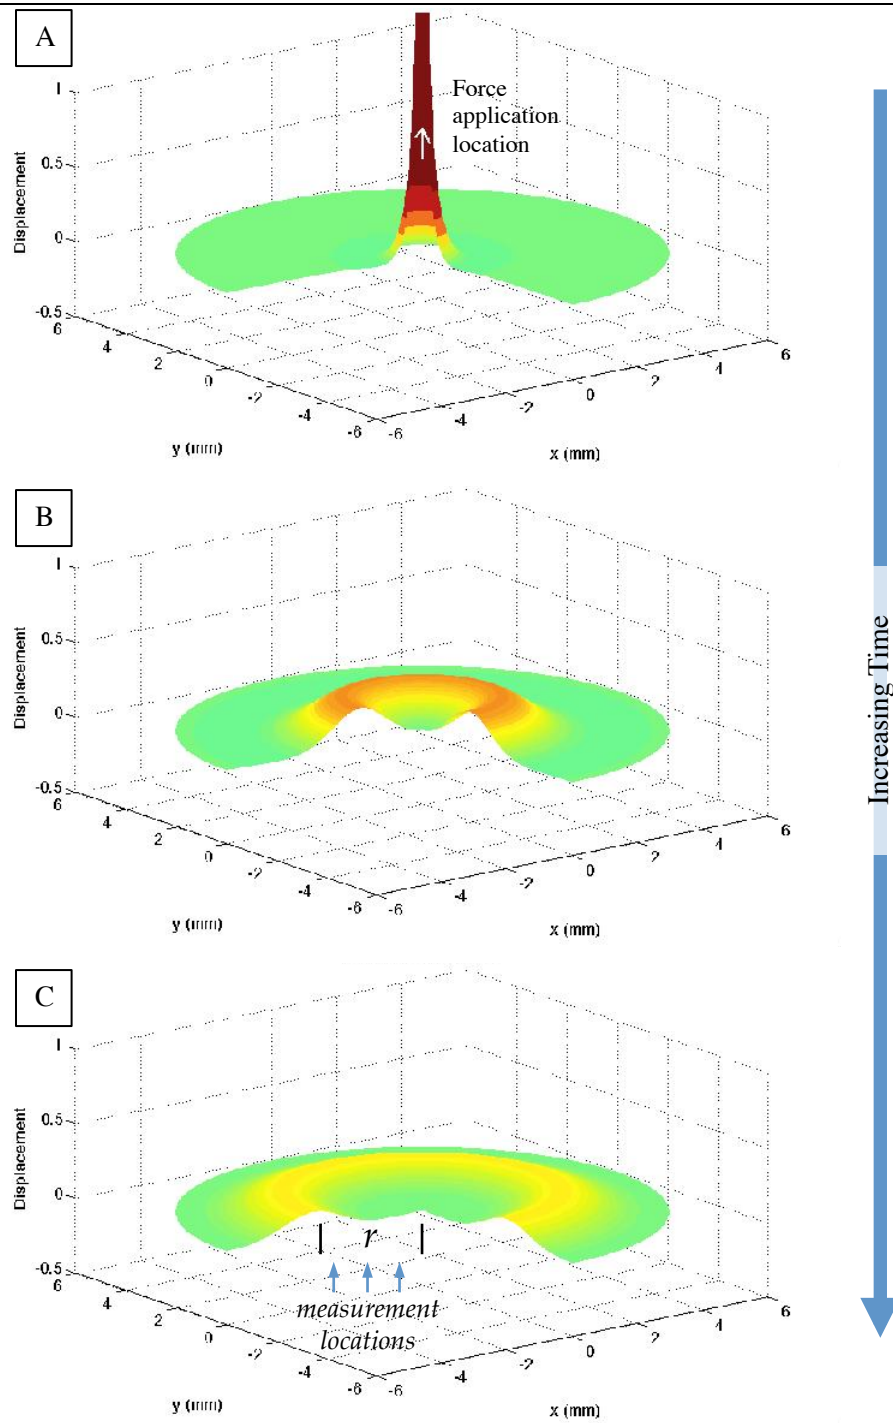 A
Force
application
location
1
0.5
0
-0.5
Displacement
6
4
2
0
-2
-4
-6
y (mm)
-6
-4
-2
0
2
4
6
x (mm)
B
1
0.5
0
-0.5
Displacement
6
4
2
0
-2
-4
-6
y (mm)
-6
-4
-2
0
2
4
6
x (mm)
Increasing Time
C
1
0.5
0
-0.5
Displacement
r
measurement
locations
6
4
2
0
-2
-4
-6
y (mm)
-6
-4
-2
0
2
4
6
x (mm)